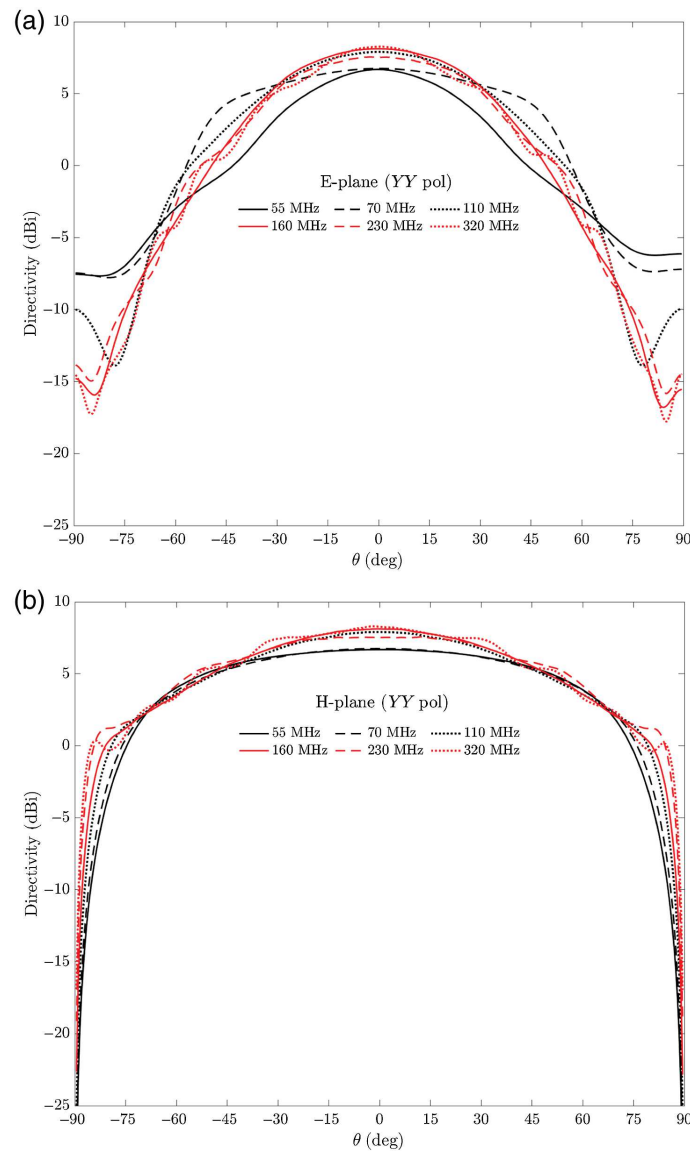 (a)
10
5
0
−5
−10
−15
−20
−25
Directivity (dBi)
E-plane (YY pol)
55 MHz 70 MHz 110 MHz
160 MHz 230 MHz 320 MHz
−90 −75 −60 −45 −30 −15 0 15 30 45 60 75 90
θ (deg)
(b)
10
5
0
−5
−10
−15
−20
−25
Directivity (dBi)
H-plane (YY pol)
55 MHz 70 MHz 110 MHz
160 MHz 230 MHz 320 MHz
−90 −75 −60 −45 −30 −15 0 15 30 45 60 75 90
θ (deg)